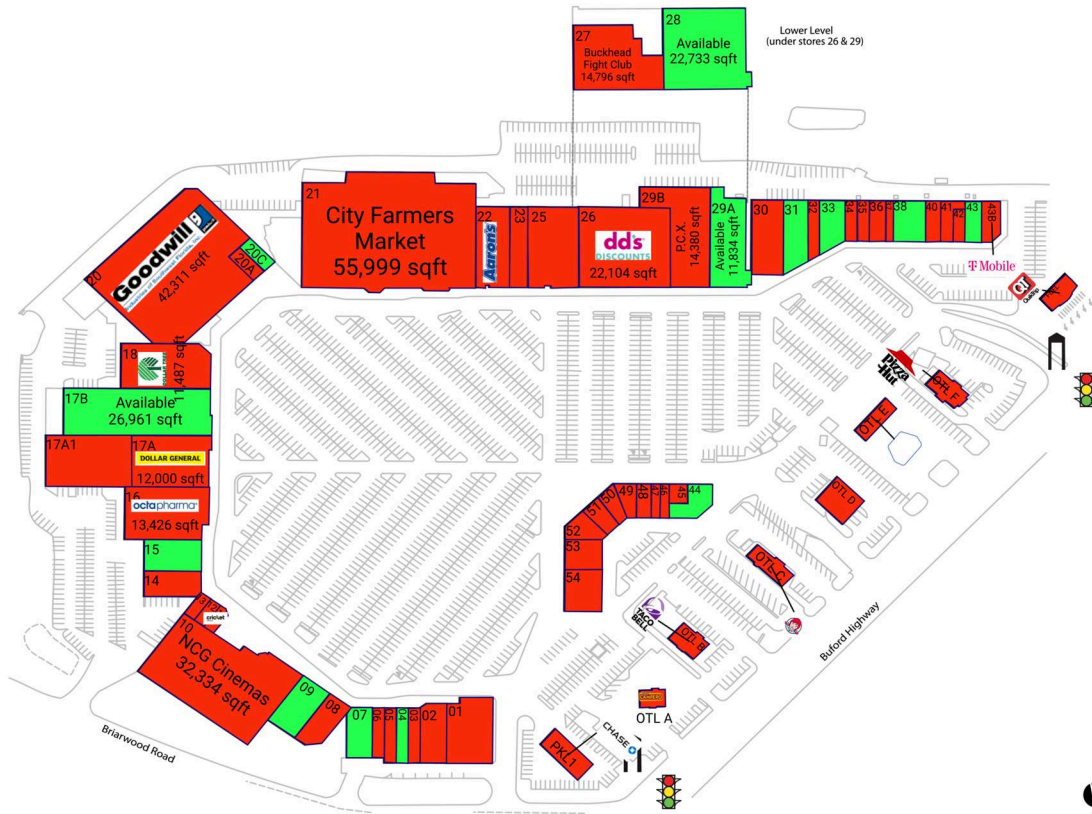 28
Available
22,733 sqft
27
Buckhead
Fight Club
14,796 sqft
Lower Level
(under stores 26 & 29)
21
City Farmers
Market
55,999 sqft
22
Aaron's
23
25
26
dd's
DISCOUNTS
22,104 sqft
29B
P.C.X.
14,380 sqft
29A
Available
11,834 sqft
30
31
32
33
34
35
36
38
40
41
42
43
43B
T Mobile
QT
QuikTrip
20
Goodwill
42,311 sqft
20C
20A
18
DOLLAR TREE
11,487 sqft
17B
Available
26,961 sqft
17A1
17A
DOLLAR GENERAL
12,000 sqft
16
octapharma
13,426 sqft
15
14
cricket
10
NCG Cinemas
32,334 sqft
09
08
07
06
05
04
03
02
01
54
53
52
51
50
49
48
47
46
45
44
Pizza
Hut
OTL F
OTL E
OTL D
OTL C
TACO
BELL
OTL B
OTL A
CHASE
PKL1
Buford Highway
Briarwood Road